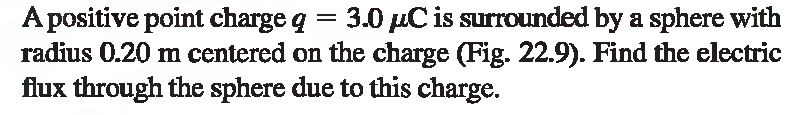 A positive point charge q = 3.0 μC is surrounded by a sphere with
radius 0.20 m centered on the charge (Fig. 22.9). Find the electric
flux through the sphere due to this charge.